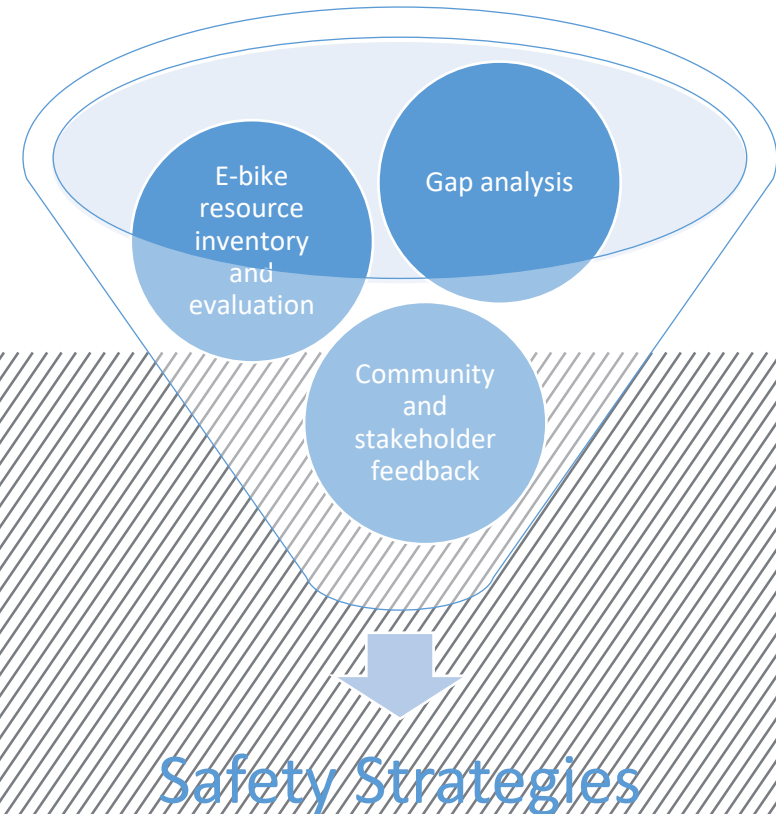 E-bike
resource
inventory
and
evaluation
Gap analysis
Community
and
stakeholder
feedback
Safety Strategies